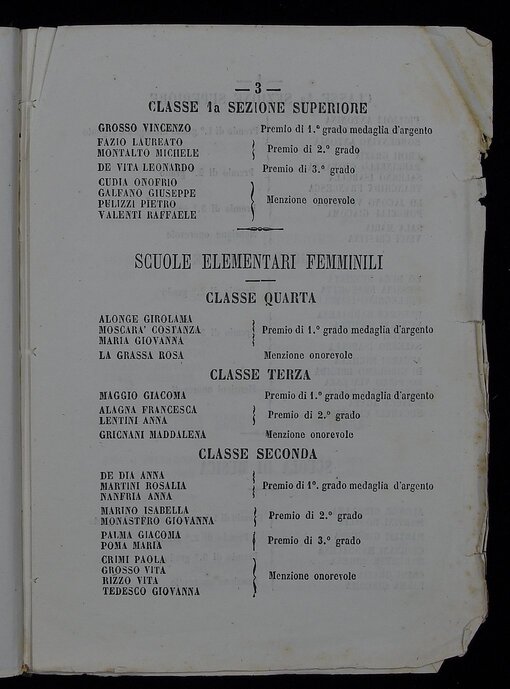 — 3 —
CLASSE 1a SEZIONE SUPERIORE
GROSSO VINCENZO Premio di 1.° grado medaglia d'argento
FAZIO LAUREATO
MONTALTO MICHELE
Premio di 2.° grado
DE VITA LEONARDO Premio di 3.° grado
CUDIA ONOFRIO
GALFANO GIUSEPPE
PULIZZI PIETRO
VALENTI RAFFAELE
Menzione onorevole
SCUOLE ELEMENTARI FEMMINILI
CLASSE QUARTA
ALONGE GIROLAMA
MOSCARA' COSTANZA
MARIA GIOVANNA
Premio di 1.° grado medaglia d'argento
LA GRASSA ROSA Menzione onorevole
CLASSE TERZA
MAGGIO GIACOMA Premio di 1.° grado medaglia d'argento
ALAGNA FRANCESCA
LENTINI ANNA
Premio di 2.° grado
GRIGNANI MADDALENA Menzione onorevole
CLASSE SECONDA
DE DIA ANNA
MARTINI ROSALIA
NANFRIA ANNA
Premio di 1°. grado medaglia d'argento
MARINO ISABELLA
MONASTERO GIOVANNA
Premio di 2.° grado
PALMA GIACOMA
POMA MARIA
Premio di 3.° grado
CRIMI PAOLA
GROSSO VITA
RIZZO VITA
TEDESCO GIOVANNA
Menzione onorevole